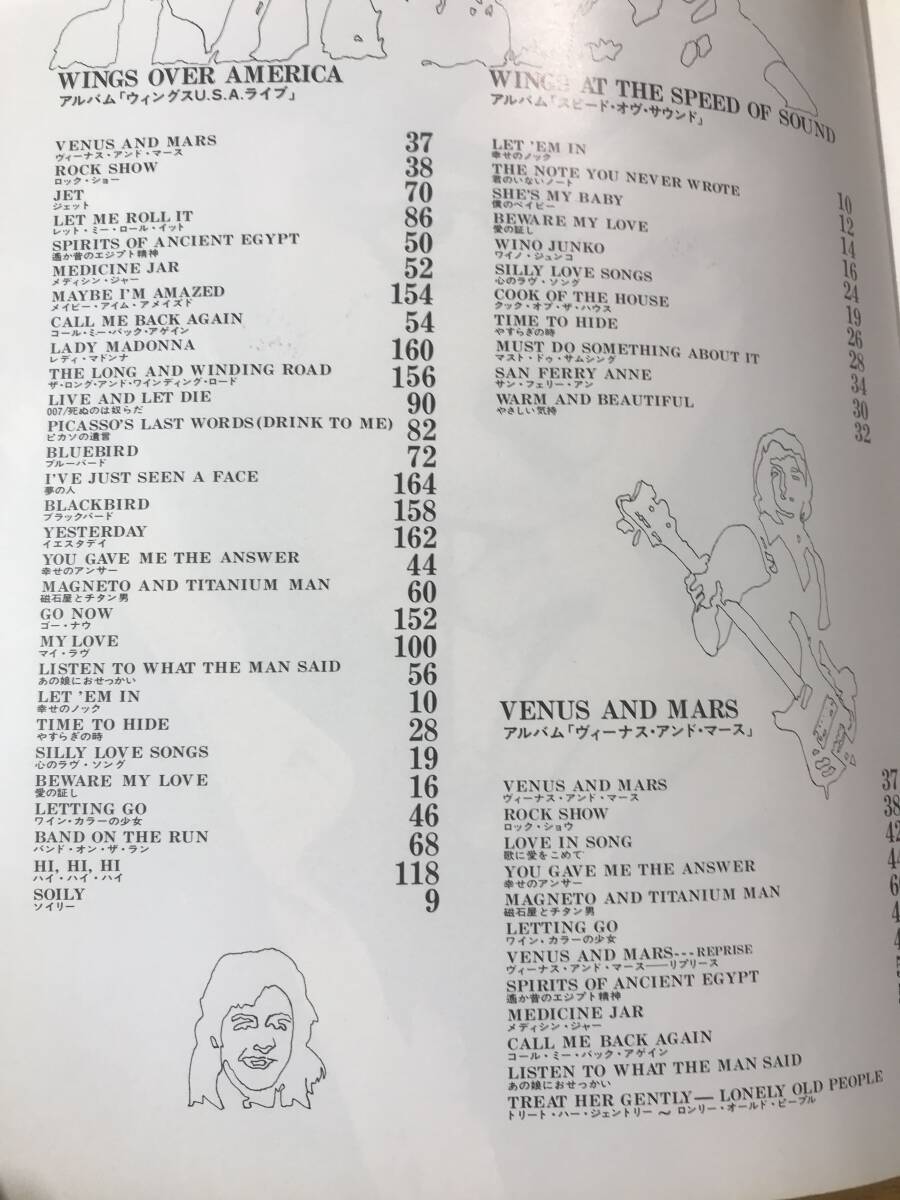 WINGS OVER AMERICA
アルバム「ウィングスU.S.A.ライブ」
VENUS AND MARS 37
ヴィーナス・アンド・マース
ROCK SHOW 38
ロック・ショー
JET 70
ジェット
LET ME ROLL IT 86
レット・ミー・ロール・イット
SPIRITS OF ANCIENT EGYPT 50
遥か昔のエジプト精神
MEDICINE JAR 52
メディシン・ジャー
MAYBE I'M AMAZED 154
メイビー・アイム・アメイズド
CALL ME BACK AGAIN 54
コール・ミー・バック・アゲイン
LADY MADONNA 160
レディ・マドンナ
THE LONG AND WINDING ROAD 156
ザ・ロング・アンド・ワインディング・ロード
LIVE AND LET DIE 90
007/死ぬのは奴らだ
PICASSO'S LAST WORDS (DRINK TO ME) 82
ピカソの遺言
BLUEBIRD 72
ブルーバード
I'VE JUST SEEN A FACE 164
夢の人
BLACKBIRD 158
ブラックバード
YESTERDAY 162
イエスタデイ
YOU GAVE ME THE ANSWER 44
幸せのアンサー
MAGNETO AND TITANIUM MAN 60
磁石屋とチタン男
GO NOW 152
ゴー・ナウ
MY LOVE 100
マイ・ラヴ
LISTEN TO WHAT THE MAN SAID 56
あの娘におせっかい
LET 'EM IN 10
幸せのノック
TIME TO HIDE 28
やすらぎの時
SILLY LOVE SONGS 19
心のラヴ・ソング
BEWARE MY LOVE 16
愛の証し
LETTING GO 46
ワイン・カラーの少女
BAND ON THE RUN 68
バンド・オン・ザ・ラン
HI, HI, HI 118
ハイ・ハイ・ハイ
SOILY 9
ソイリー
WINGS AT THE SPEED OF SOUND
アルバム「スピード・オヴ・サウンド」
LET 'EM IN 10
幸せのノック
THE NOTE YOU NEVER WROTE 12
君のいないノート
SHE'S MY BABY 14
僕のベイビー
BEWARE MY LOVE 16
愛の証し
WINO JUNKO 24
ワイノ・ジュンコ
SILLY LOVE SONGS 19
心のラヴ・ソング
COOK OF THE HOUSE 26
クック・オブ・ザ・ハウス
TIME TO HIDE 28
やすらぎの時
MUST DO SOMETHING ABOUT IT 34
マスト・ドゥ・サムシング
SAN FERRY ANNE 30
サン・フェリー・アン
WARM AND BEAUTIFUL 32
やさしい気持
VENUS AND MARS
アルバム「ヴィーナス・アンド・マース」
VENUS AND MARS 37
ヴィーナス・アンド・マース
ROCK SHOW 38
ロック・ショウ
LOVE IN SONG 42
歌に愛をこめて
YOU GAVE ME THE ANSWER 44
幸せのアンサー
MAGNETO AND TITANIUM MAN
磁石屋とチタン男
LETTING GO
ワイン・カラーの少女
VENUS AND MARS---REPRISE
ヴィーナス・アンド・マース――リプリース
SPIRITS OF ANCIENT EGYPT
遥か昔のエジプト精神
MEDICINE JAR
メディシン・ジャー
CALL ME BACK AGAIN
コール・ミー・バック・アゲイン
LISTEN TO WHAT THE MAN SAID
あの娘におせっかい
TREAT HER GENTLY — LONELY OLD PEOPLE
トリート・ハー・ジェントリー ～ ロンリー・オールド・ピープル